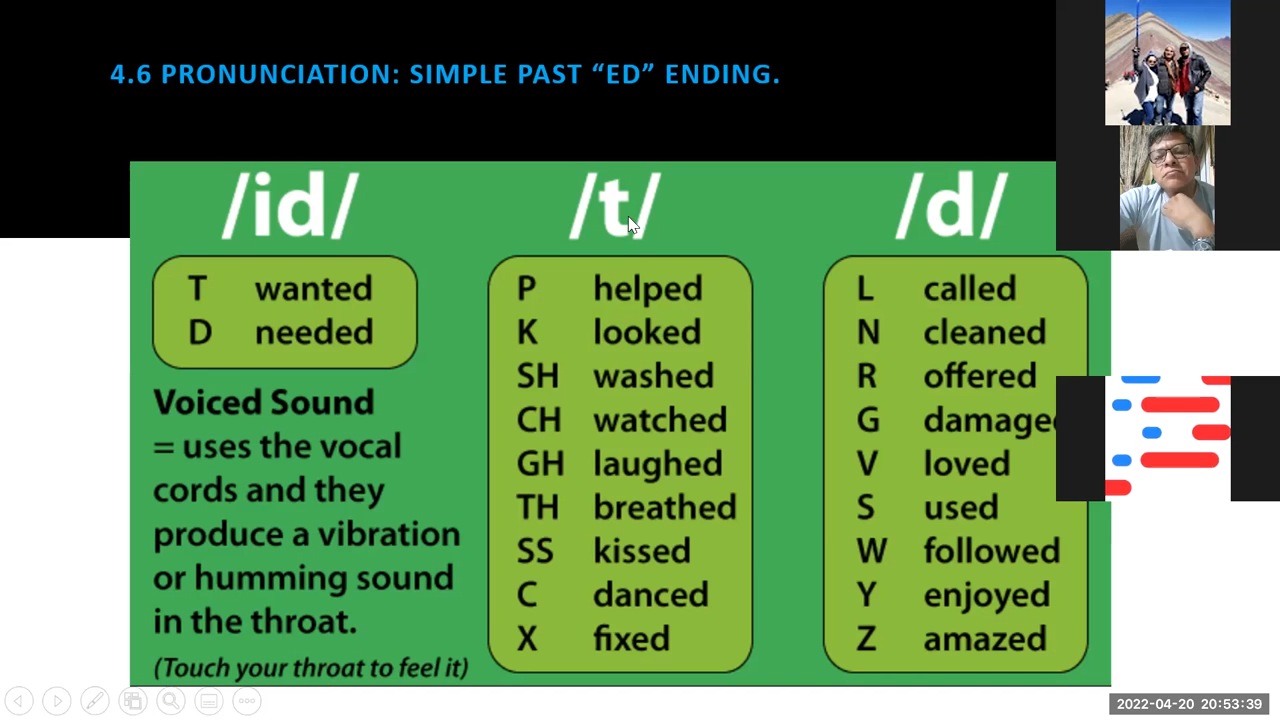 4.6 PRONUNCIATION: SIMPLE PAST “ED” ENDING.
/id/
T wanted
D needed
Voiced Sound
= uses the vocal
cords and they
produce a vibration
or humming sound
in the throat.
(Touch your throat to feel it)
/t/
P helped
K looked
SH washed
CH watched
GH laughed
TH breathed
SS kissed
C danced
X fixed
/d/
L called
N cleaned
R offered
G damaged
V loved
S used
W followed
Y enjoyed
Z amazed
2022-04-20 20:53:39